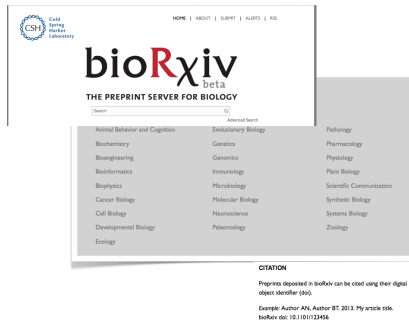 CSH
Cold
Spring
Harbor
Laboratory
HOME | ABOUT | SUBMIT | ALERTS | RSS
bioRχiv
beta
THE PREPRINT SERVER FOR BIOLOGY
Search
Advanced Search
Animal Behavior and Cognition Evolutionary Biology Pathology
Biochemistry Genetics Pharmacology
Bioengineering Genomics Physiology
Bioinformatics Immunology Plant Biology
Biophysics Microbiology Scientific Communication
Cancer Biology Molecular Biology Synthetic Biology
Cell Biology Neuroscience Systems Biology
Developmental Biology Paleontology Zoology
Ecology
CITATION
Preprints deposited in bioRxiv can be cited using their digital
object identifier (doi).
Example: Author AN, Author BT. 2013. My article title.
bioRxiv doi: 10.1101/123456